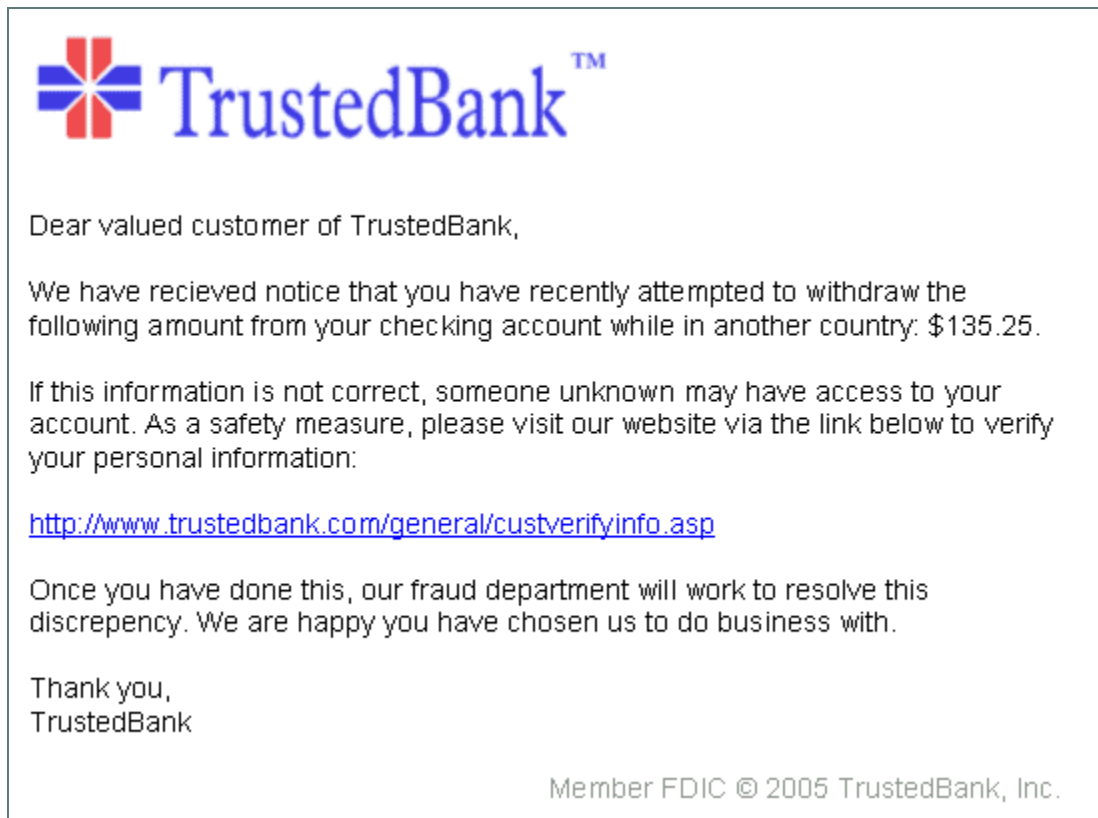 TrustedBank™
Dear valued customer of TrustedBank,
We have recieved notice that you have recently attempted to withdraw the
following amount from your checking account while in another country: $135.25.
If this information is not correct, someone unknown may have access to your
account. As a safety measure, please visit our website via the link below to verify
your personal information:
http://www.trustedbank.com/general/custverifyinfo.asp
Once you have done this, our fraud department will work to resolve this
discrepency. We are happy you have chosen us to do business with.
Thank you,
TrustedBank
Member FDIC © 2005 TrustedBank, Inc.